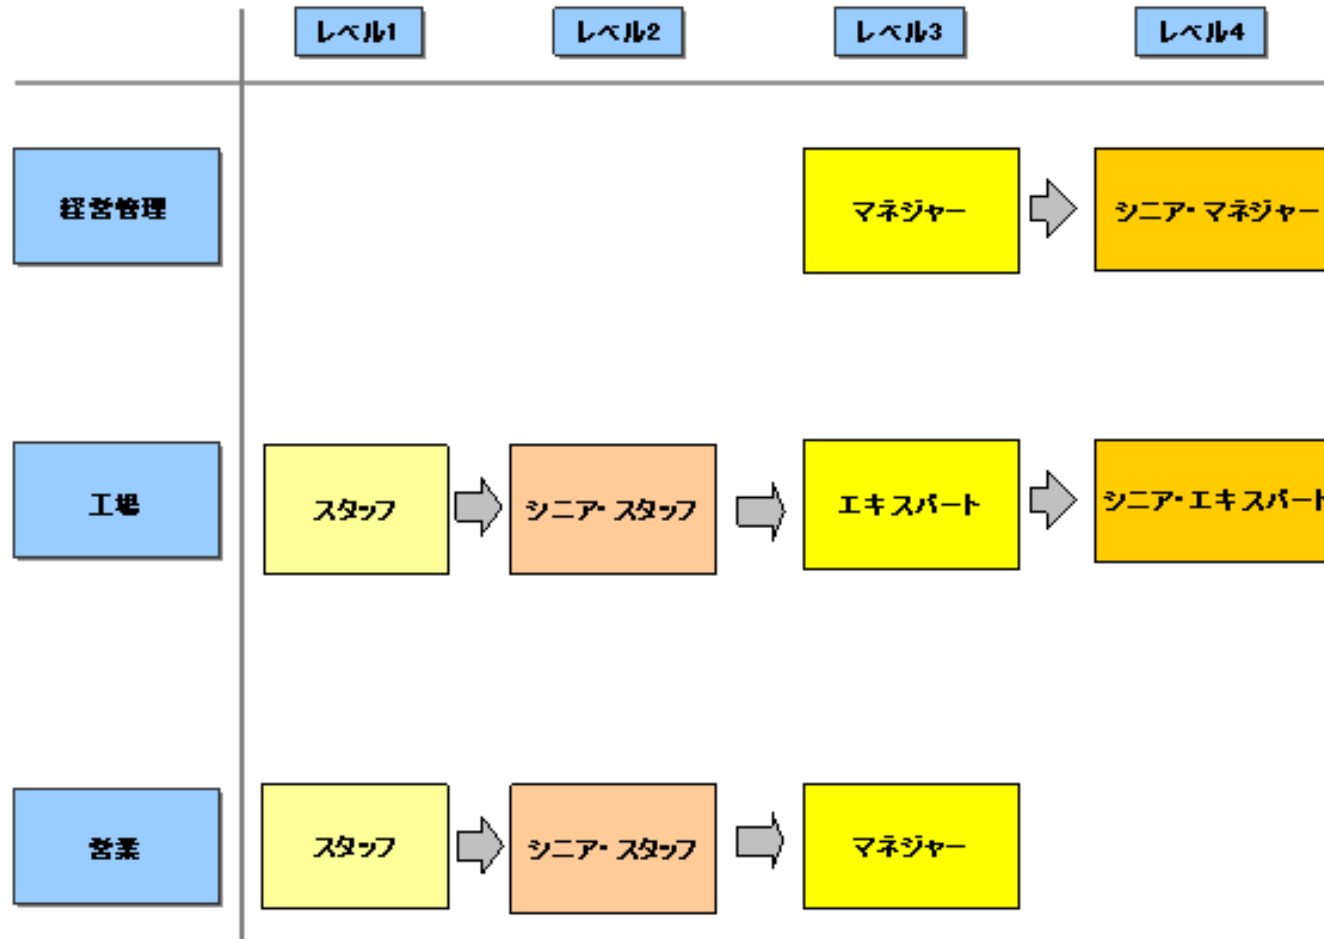 レベル1
レベル2
レベル3
レベル4
経営管理
マネジャー
シニア・マネジャー
工場
スタッフ
シニア・スタッフ
エキスパート
シニア・エキスパート
営業
スタッフ
シニア・スタッフ
マネジャー